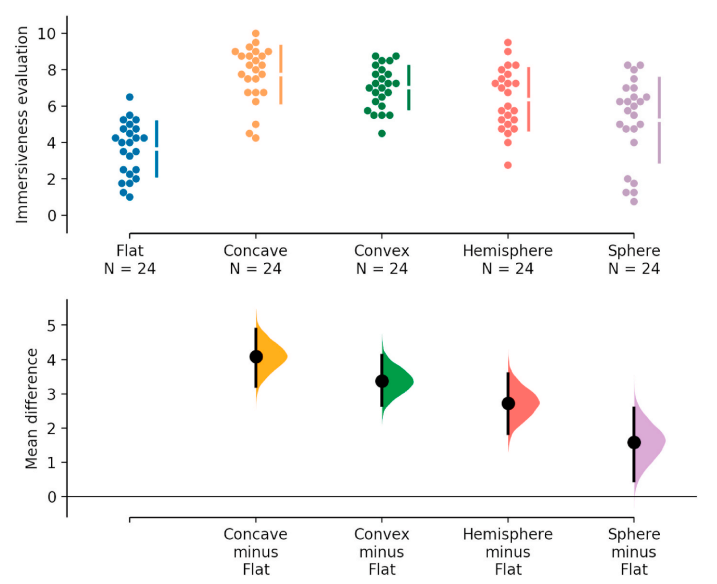 Immersiveness evaluation
10
8
6
4
2
0
Flat
N = 24
Concave
N = 24
Convex
N = 24
Hemisphere
N = 24
Sphere
N = 24
Mean difference
5
4
3
2
1
0
Concave
minus
Flat
Convex
minus
Flat
Hemisphere
minus
Flat
Sphere
minus
Flat